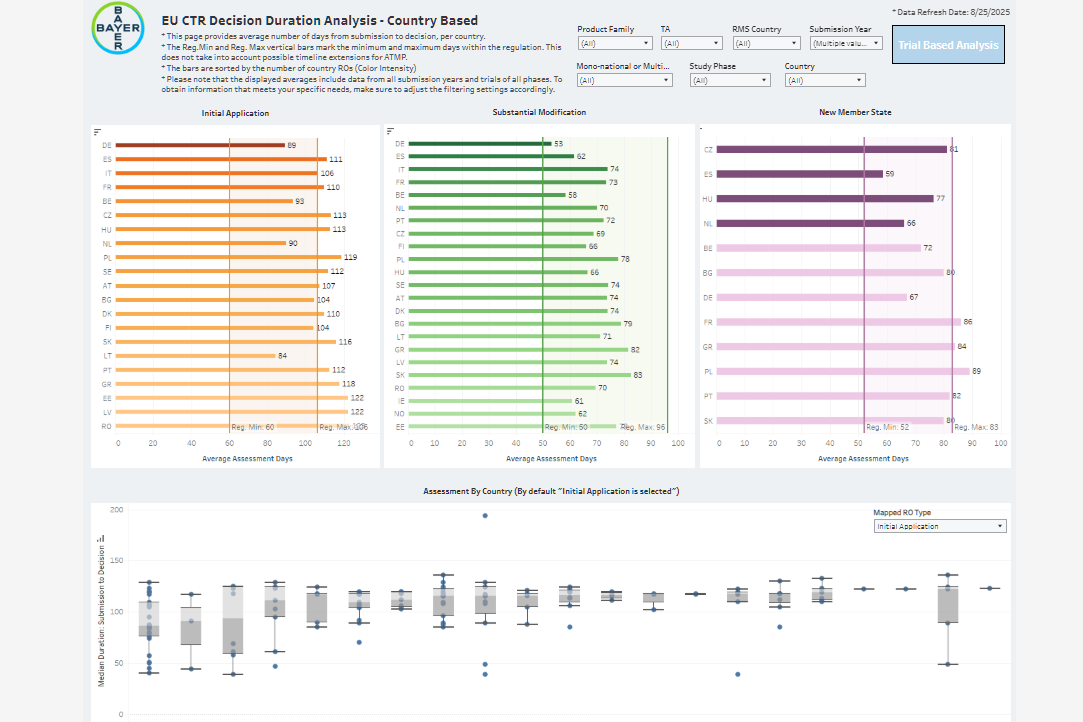 BAYER
BAYER
EU CTR Decision Duration Analysis - Country Based
* This page provides average number of days from submission to decision, per country.
* The Reg.Min and Reg. Max vertical bars mark the minimum and maximum days within the regulation. This
does not take into account possible timeline extensions for ATMP.
* The bars are sorted by the number of country ROs (Color Intensity)
* Please note that the displayed averages include data from all submission years and trials of all phases. To
obtain information that meets your specific needs, make sure to adjust the filtering settings accordingly.
* Data Refresh Date: 8/25/2025
Product Family TA RMS Country Submission Year
(All) (All) (All) (Multiple valu...
Trial Based Analysis
Mono-national or Multi... Study Phase Country
(All) (All) (All)
Initial Application
DE 89
ES 111
IT 106
FR 110
BE 93
CZ 113
HU 113
NL 90
PL 119
SE 112
AT 107
BG 104
DK 110
FI 104
SK 116
LT 84
PT 112
GR 118
EE 122
LV 122
RO
Reg. Min: 60 Reg. Max: 106
0 20 40 60 80 100 120
Average Assessment Days
Substantial Modification
DE 53
ES 62
IT 74
FR 73
BE 58
NL 70
PT 72
CZ 69
FI 66
PL 78
HU 66
SE 74
AT 74
DK 74
BG 79
LT 71
GR 82
LV 74
SK 83
RO 70
IE 61
NO 62
EE
Reg. Min: 50 Reg. Max: 96
0 10 20 30 40 50 60 70 80 90 100
Average Assessment Days
New Member State
CZ 81
ES 59
HU 77
NL 66
BE 72
BG 80
DE 67
FR 86
GR 84
PL 89
PT 82
SK 80
Reg. Min: 52 Reg. Max: 83
0 10 20 30 40 50 60 70 80 90 100
Average Assessment Days
Assessment By Country (By default "Initial Application is selected")
Mapped RO Type
Initial Application
Median Duration: Submission to Decision
200
150
100
50
0